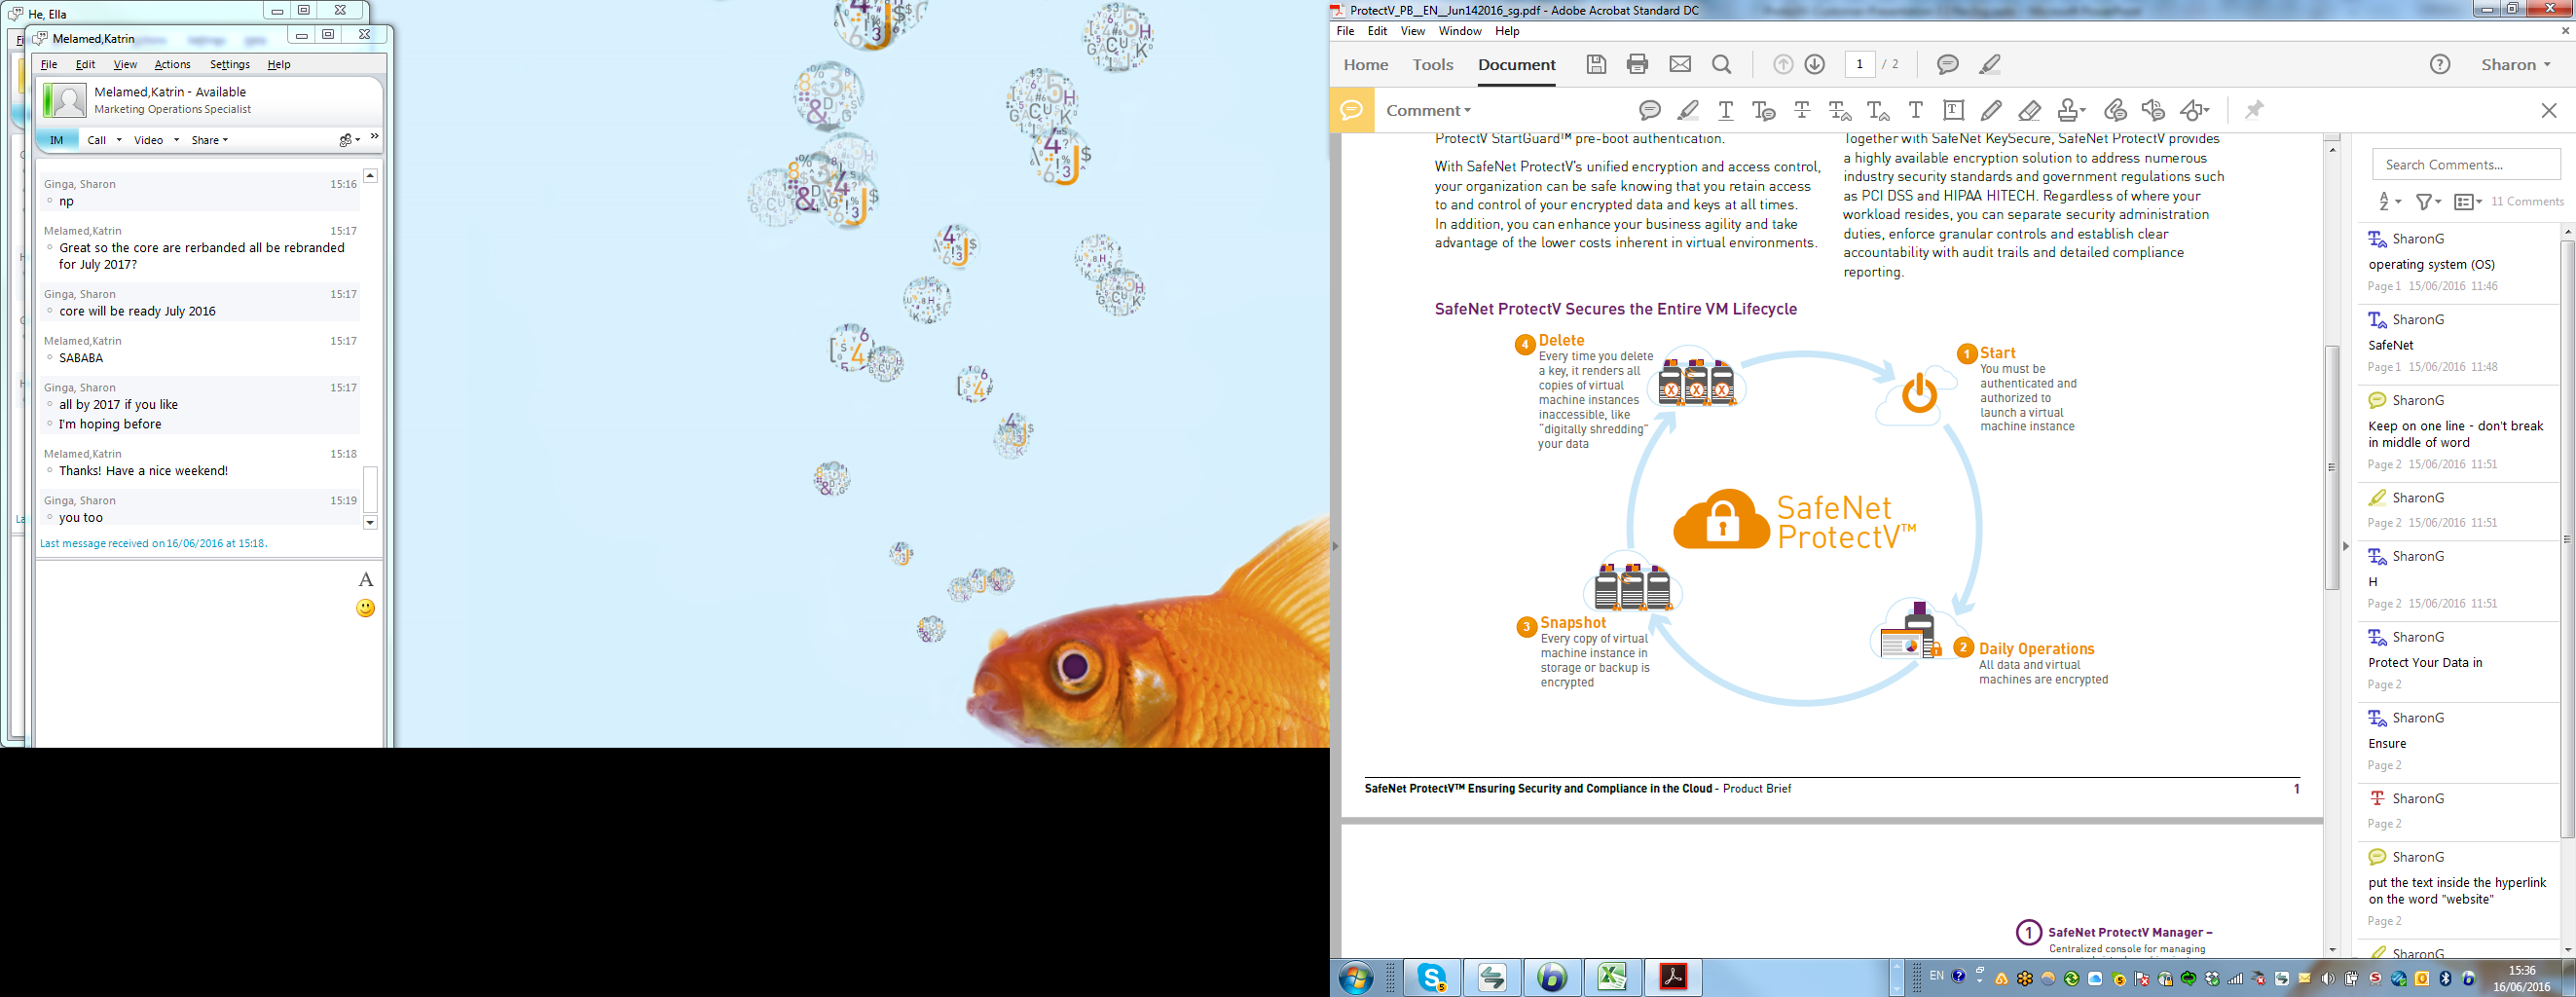 He, Ella
Melamed,Katrin
File Edit View Actions Settings Help
Melamed,Katrin - Available
Marketing Operations Specialist
IM Call Video Share
Ginga, Sharon 15:16
np
Melamed,Katrin 15:17
Great so the core are rerbanded all be rebranded
for July 2017?
Ginga, Sharon 15:17
core will be ready July 2016
Melamed,Katrin 15:17
SABABA
Ginga, Sharon 15:17
all by 2017 if you like
I'm hoping before
Melamed,Katrin 15:18
Thanks! Have a nice weekend!
Ginga, Sharon 15:19
you too
Last message received on 16/06/2016 at 15:18.
A
ProtectV_PB__EN__Jun142016_sg.pdf - Adobe Acrobat Standard DC
File Edit View Window Help
Home Tools Document 1 / 2 Sharon
Comment
ProtectV StartGuard™ pre-boot authentication.
With SafeNet ProtectV's unified encryption and access control,
your organization can be safe knowing that you retain access
to and control of your encrypted data and keys at all times.
In addition, you can enhance your business agility and take
advantage of the lower costs inherent in virtual environments.
Together with SafeNet KeySecure, SafeNet ProtectV provides
a highly available encryption solution to address numerous
industry security standards and government regulations such
as PCI DSS and HIPAA HITECH. Regardless of where your
workload resides, you can separate security administration
duties, enforce granular controls and establish clear
accountability with audit trails and detailed compliance
reporting.
SafeNet ProtectV Secures the Entire VM Lifecycle
4 Delete
Every time you delete
a key, it renders all
copies of virtual
machine instances
inaccessible, like
"digitally shredding"
your data
1 Start
You must be
authenticated and
authorized to
launch a virtual
machine instance
SafeNet
ProtectV™
3 Snapshot
Every copy of virtual
machine instance in
storage or backup is
encrypted
2 Daily Operations
All data and virtual
machines are encrypted
SafeNet ProtectV™ Ensuring Security and Compliance in the Cloud - Product Brief 1
1 SafeNet ProtectV Manager –
Centralized console for managing
Search Comments...
11 Comments
SharonG
operating system (OS)
Page 1 15/06/2016 11:46
SharonG
SafeNet
Page 1 15/06/2016 11:48
SharonG
Keep on one line - don't break
in middle of word
Page 2 15/06/2016 11:51
SharonG
Page 2 15/06/2016 11:51
SharonG
H
Page 2 15/06/2016 11:51
SharonG
Protect Your Data in
Page 2
SharonG
Ensure
Page 2
SharonG
Page 2
SharonG
put the text inside the hyperlink
on the word "website"
Page 2
SharonG
EN
15:36
16/06/2016